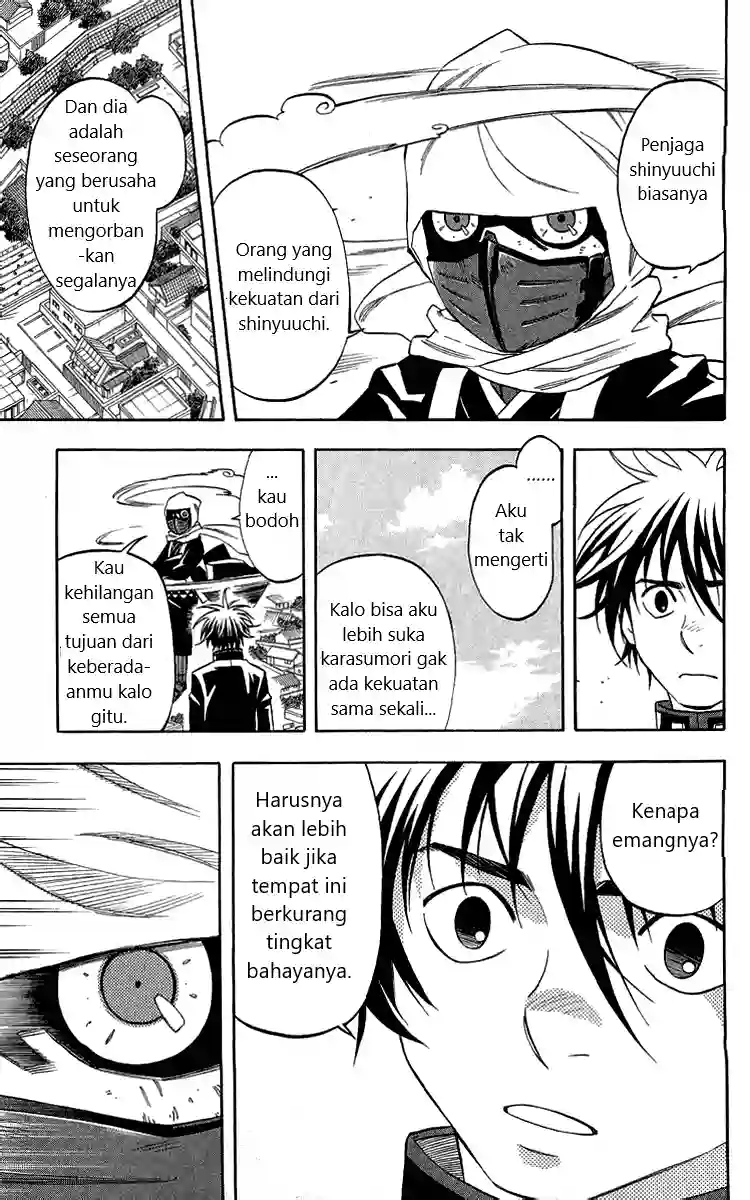 Penjaga
shinyuuchi
biasanya
Orang yang
melindungi
kekuatan dari
shinyuuchi.
Dan dia
adalah
seseorang
yang berusaha
untuk
mengorban
-kan
segalanya
......
Aku
tak
mengerti
Kalo bisa aku
lebih suka
karasumori gak
ada kekuatan
sama sekali...
...
kau
bodoh
Kau
kehilangan
semua
tujuan dari
keberada-
anmu kalo
gitu.
Kenapa
emangnya?
Harusnya
akan lebih
baik jika
tempat ini
berkurang
tingkat
bahayanya.